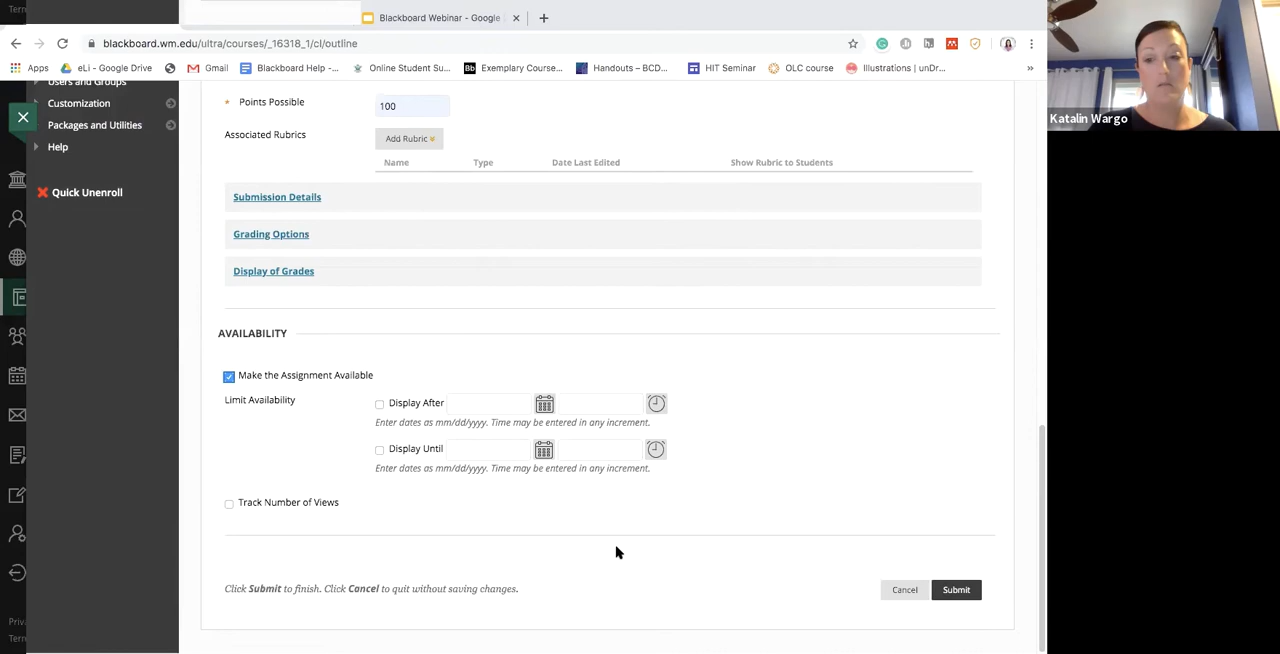 Blackboard Webinar - Google
blackboard.wm.edu/ultra/courses/_16318_1/cl/outline
Apps
eLi - Google Drive
Gmail
Blackboard Help -...
Online Student Su...
Exemplary Course...
Handouts – BCD...
HIT Seminar
OLC course
Illustrations | unDr...
»
Users and Groups
Customization
Packages and Utilities
Help
Quick Unenroll
Priv
Term
Katalin Wargo
* Points Possible
100
Associated Rubrics
Add Rubric
Name Type Date Last Edited Show Rubric to Students
Submission Details
Grading Options
Display of Grades
AVAILABILITY
Make the Assignment Available
Limit Availability
Display After
Enter dates as mm/dd/yyyy. Time may be entered in any increment.
Display Until
Enter dates as mm/dd/yyyy. Time may be entered in any increment.
Track Number of Views
Click Submit to finish. Click Cancel to quit without saving changes.
Cancel
Submit